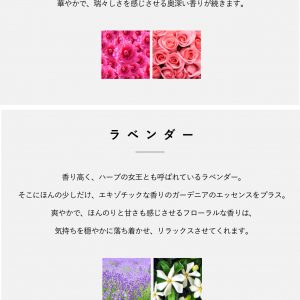 華やかで、瑞々しさを感じさせる奥深い香りが続きます。
ラベンダー
香り高く、ハーブの女王とも呼ばれているラベンダー。
そこにほんの少しだけ、エキゾチックな香りのガーデニアのエッセンスをプラス。
爽やかで、ほんのりと甘さも感じさせるフローラルな香りは、
気持ちを穏やかに落ち着かせ、リラックスさせてくれます。